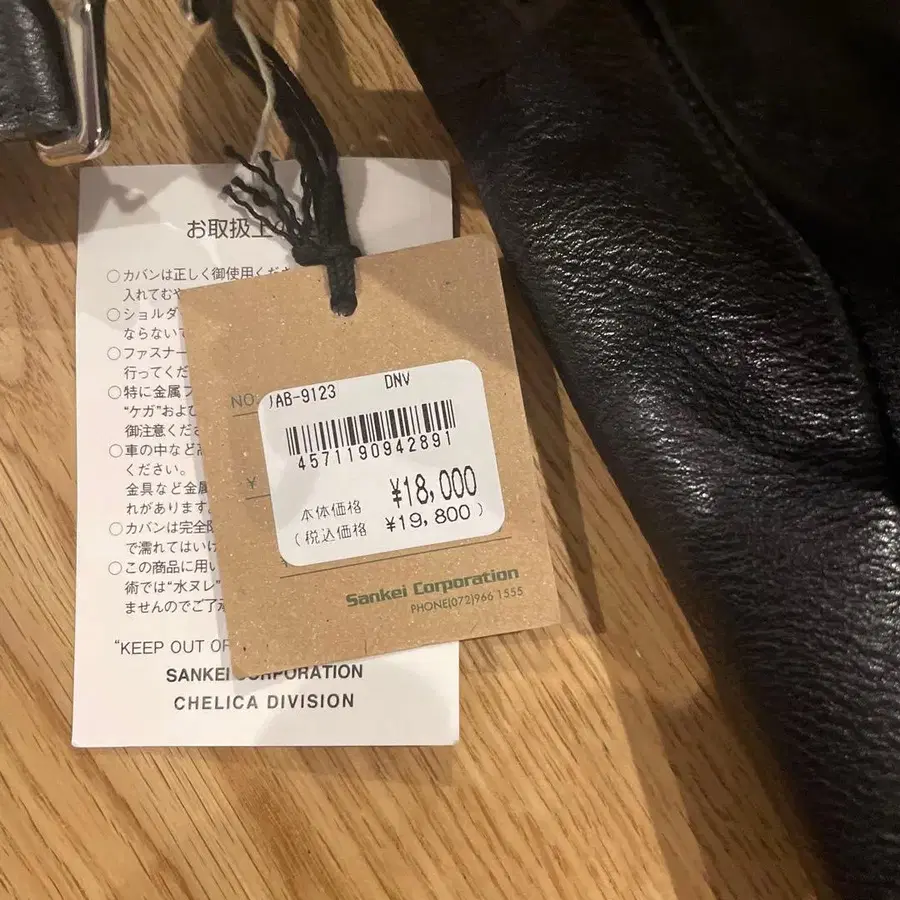 お取扱上の
○カバンは正しく御使用くださ
入れてむや
○ショルダ
ならないで
○ファスナー
行ってくだ
○特に金属フ
“ケガ”および
御注意くださ
○車の中など高
ください。
金具など金属
れがあります。
○カバンは完全防
で濡れてはいけ
○この商品に用い
術では“水ヌレ”
ませんのでご了承
“KEEP OUT OF
SANKEI CORPORATION
CHELICA DIVISION
NO. JAB-9123 DNV
4571190942891
¥
本体価格 ¥18,000
(税込価格 ¥19,800)
Sankei Corporation
PHONE(072)966 1555